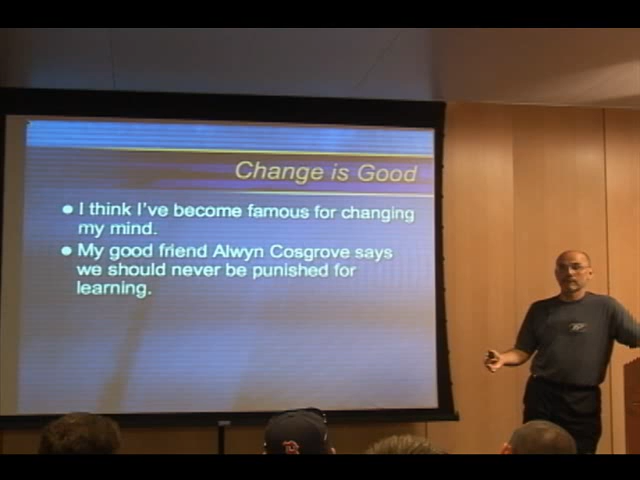 Change is Good
I think I've become famous for changing
my mind.
My good friend Alwyn Cosgrove says
we should never be punished for
learning.